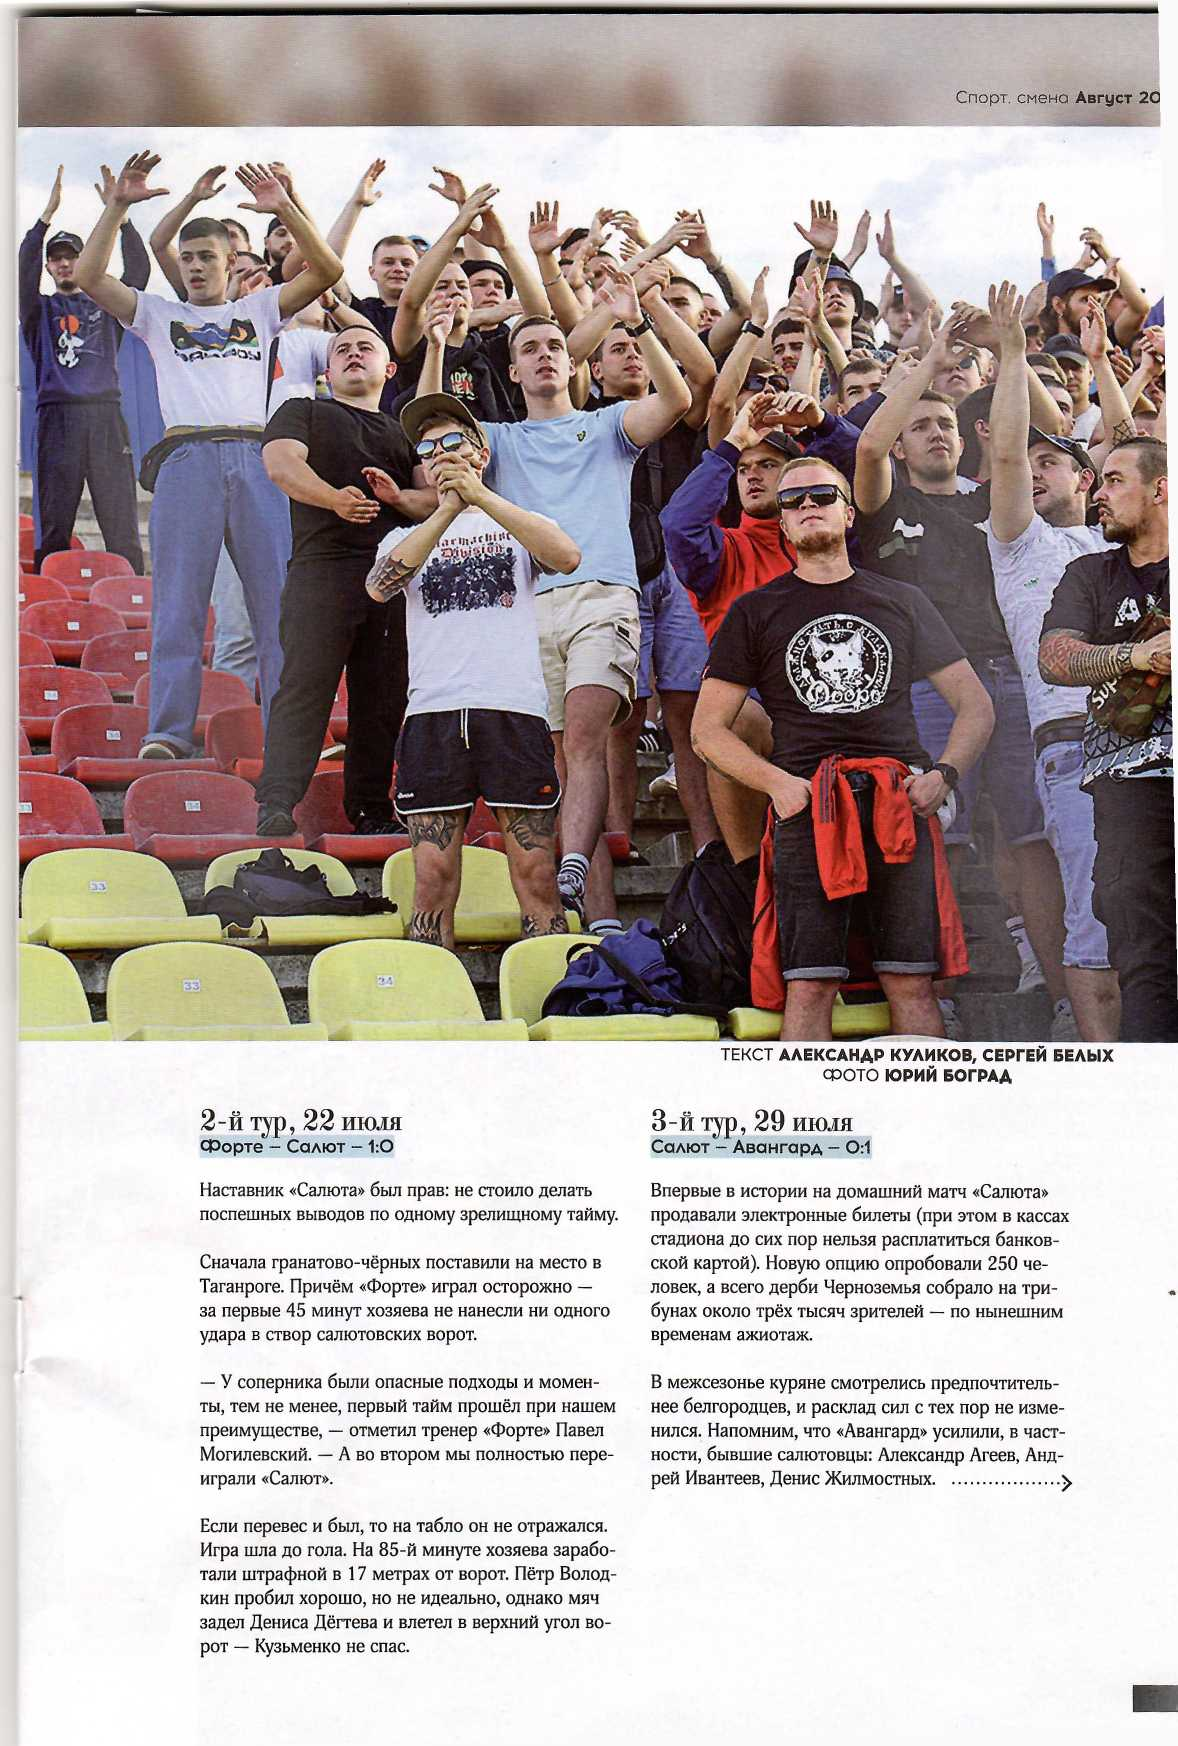 Спорт. смена Август 20
Warmachine
Division
ДОБРО
33
33
34
34
34
ТЕКСТ АЛЕКСАНДР КУЛИКОВ, СЕРГЕЙ БЕЛЫХ
ФОТО ЮРИЙ БОГРАД
2-й тур, 22 июля
Форте – Салют – 1:0
Наставник «Салюта» был прав: не стоило делать
поспешных выводов по одному зрелищному тайму.
Сначала гранатово-чёрных поставили на место в
Таганроге. Причём «Форте» играл осторожно —
за первые 45 минут хозяева не нанесли ни одного
удара в створ салютовских ворот.
— У соперника были опасные подходы и момен-
ты, тем не менее, первый тайм прошёл при нашем
преимуществе, — отметил тренер «Форте» Павел
Могилевский. — А во втором мы полностью пере-
играли «Салют».
Если перевес и был, то на табло он не отражался.
Игра шла до гола. На 85-й минуте хозяева зарабо-
тали штрафной в 17 метрах от ворот. Пётр Володь-
кин пробил хорошо, но не идеально, однако мяч
задел Дениса Дёгтева и влетел в верхний угол во-
рот — Кузьменко не спас.
3-й тур, 29 июля
Салют – Авангард – 0:1
Впервые в истории на домашний матч «Салюта»
продавали электронные билеты (при этом в кассах
стадиона до сих пор нельзя расплатиться банков-
ской картой). Новую опцию опробовали 250 че-
ловек, а всего дерби Черноземья собрало на три-
бунах около трёх тысяч зрителей — по нынешним
временам ажиотаж.
В межсезонье куряне смотрелись предпочтитель-
нее белгородцев, и расклад сил с тех пор не изме-
нился. Напомним, что «Авангард» усилили, в част-
ности, бывшие салютовцы: Александр Агеев, Анд-
рей Ивантеев, Денис Жилмостных.